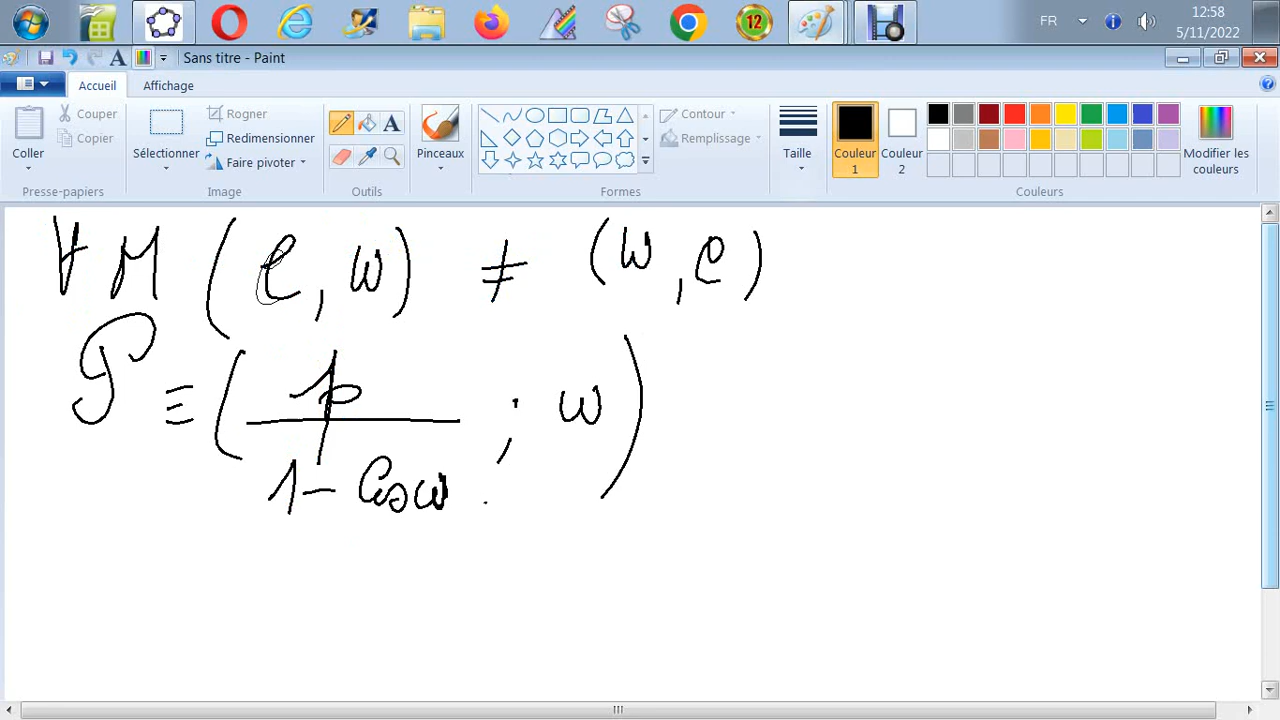 12
FR
12:58
5/11/2022
Sans titre - Paint
Accueil
Affichage
Coller
Couper
Copier
Presse-papiers
Sélectionner
Rogner
Redimensionner
Faire pivoter
Image
A
Outils
Pinceaux
Contour
Remplissage
Formes
Taille
Couleur 1
Couleur 2
Modifier les couleurs
Couleurs
∀ M (ρ, ω) ≠ (ω, ρ)
P ≡ ( p / 1 - Cos ω ; ω )